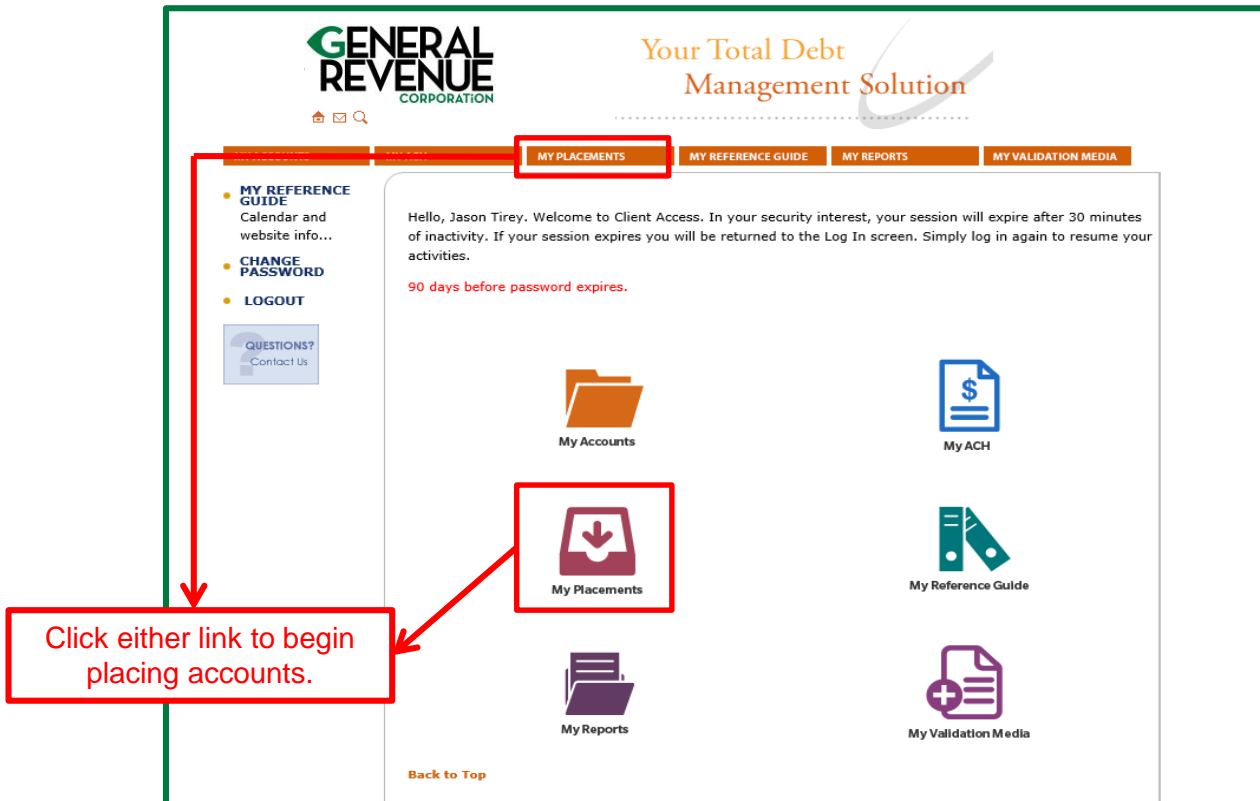 GENERAL
REVENUE
CORPORATION
Your Total Debt
Management Solution
MY ACCOUNTS MY ACH MY PLACEMENTS MY REFERENCE GUIDE MY REPORTS MY VALIDATION MEDIA
MY REFERENCE
GUIDE
Calendar and
website info...
CHANGE
PASSWORD
LOGOUT
?
QUESTIONS?
Contact Us
Hello, Jason Tirey. Welcome to Client Access. In your security interest, your session will expire after 30 minutes
of inactivity. If your session expires you will be returned to the Log In screen. Simply log in again to resume your
activities.
90 days before password expires.
My Accounts
$
My ACH
My Placements
My Reference Guide
My Reports
My Validation Media
Back to Top
Click either link to begin
placing accounts.